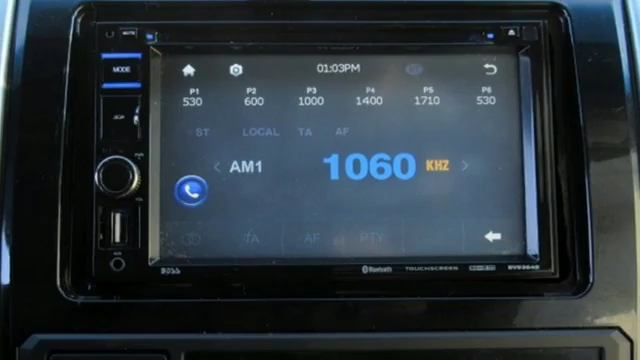 MUTE
MODE
01:03PM
P1 P2 P3 P4 P5 P6
530 600 1000 1400 1710 530
ST LOCAL TA AF
AM1 1060 KHZ
TA AF PTY
BOSS Bluetooth TOUCHSCREEN